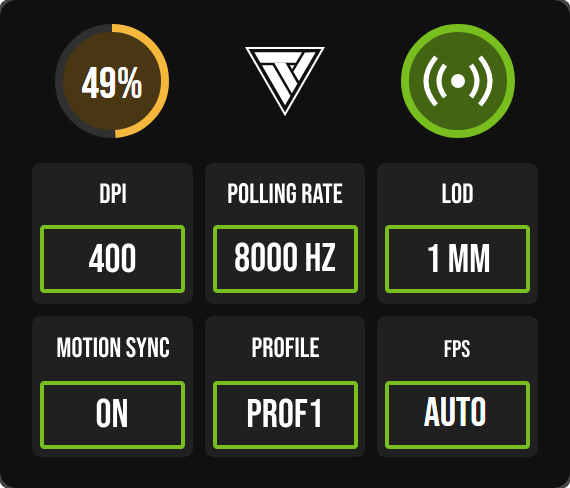 49%
DPI
400
POLLING RATE
8000 HZ
LOD
1 MM
MOTION SYNC
ON
PROFILE
PROF1
FPS
AUTO